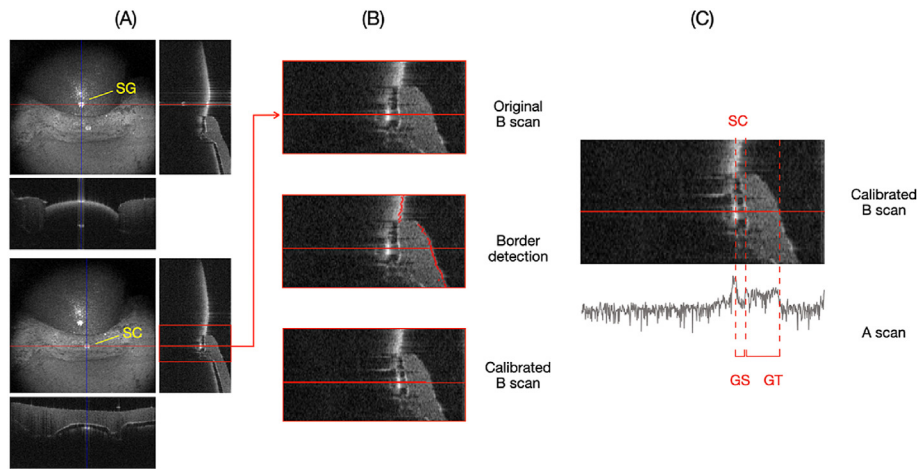 (A)
(B)
(C)
SG
SC
Original
B scan
Border
detection
Calibrated
B scan
SC
Calibrated
B scan
A scan
GS
GT